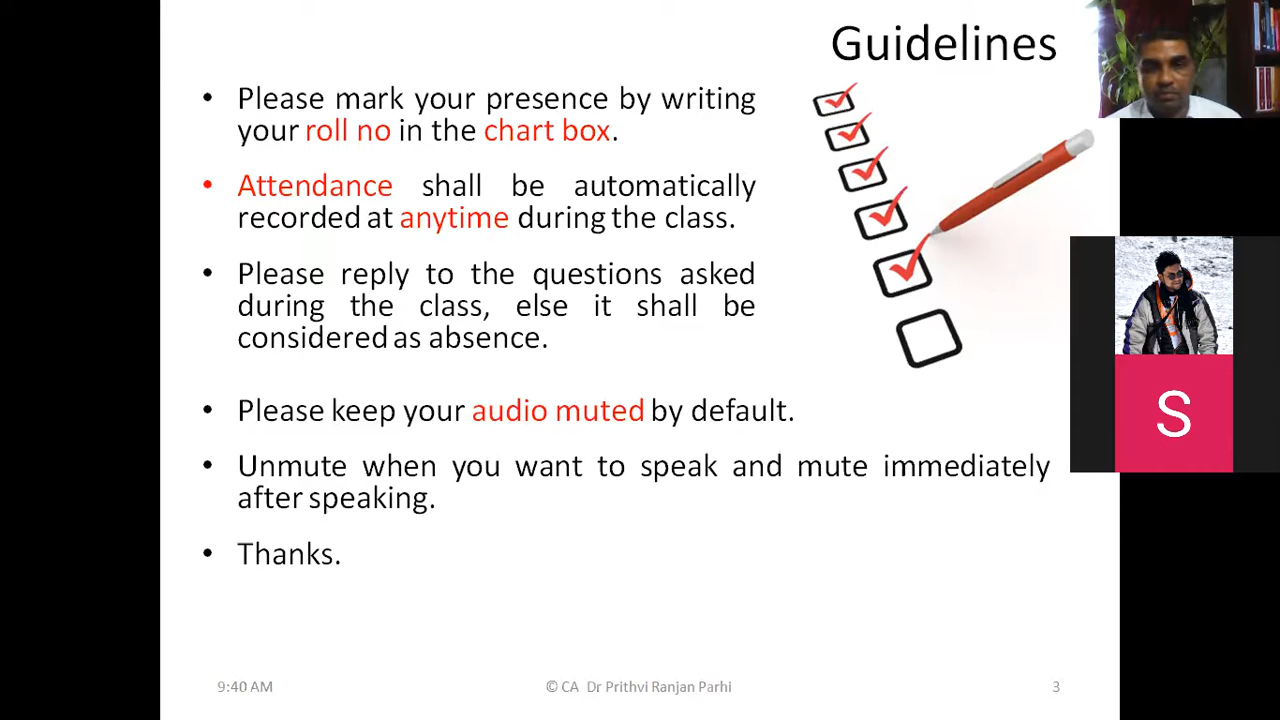 Guidelines
• Please mark your presence by writing
your roll no in the chart box.
• Attendance shall be automatically
recorded at anytime during the class.
• Please reply to the questions asked
during the class, else it shall be
considered as absence.
• Please keep your audio muted by default.
• Unmute when you want to speak and mute immediately
after speaking.
• Thanks.
S
9:40 AM
© CA Dr Prithvi Ranjan Parhi
3